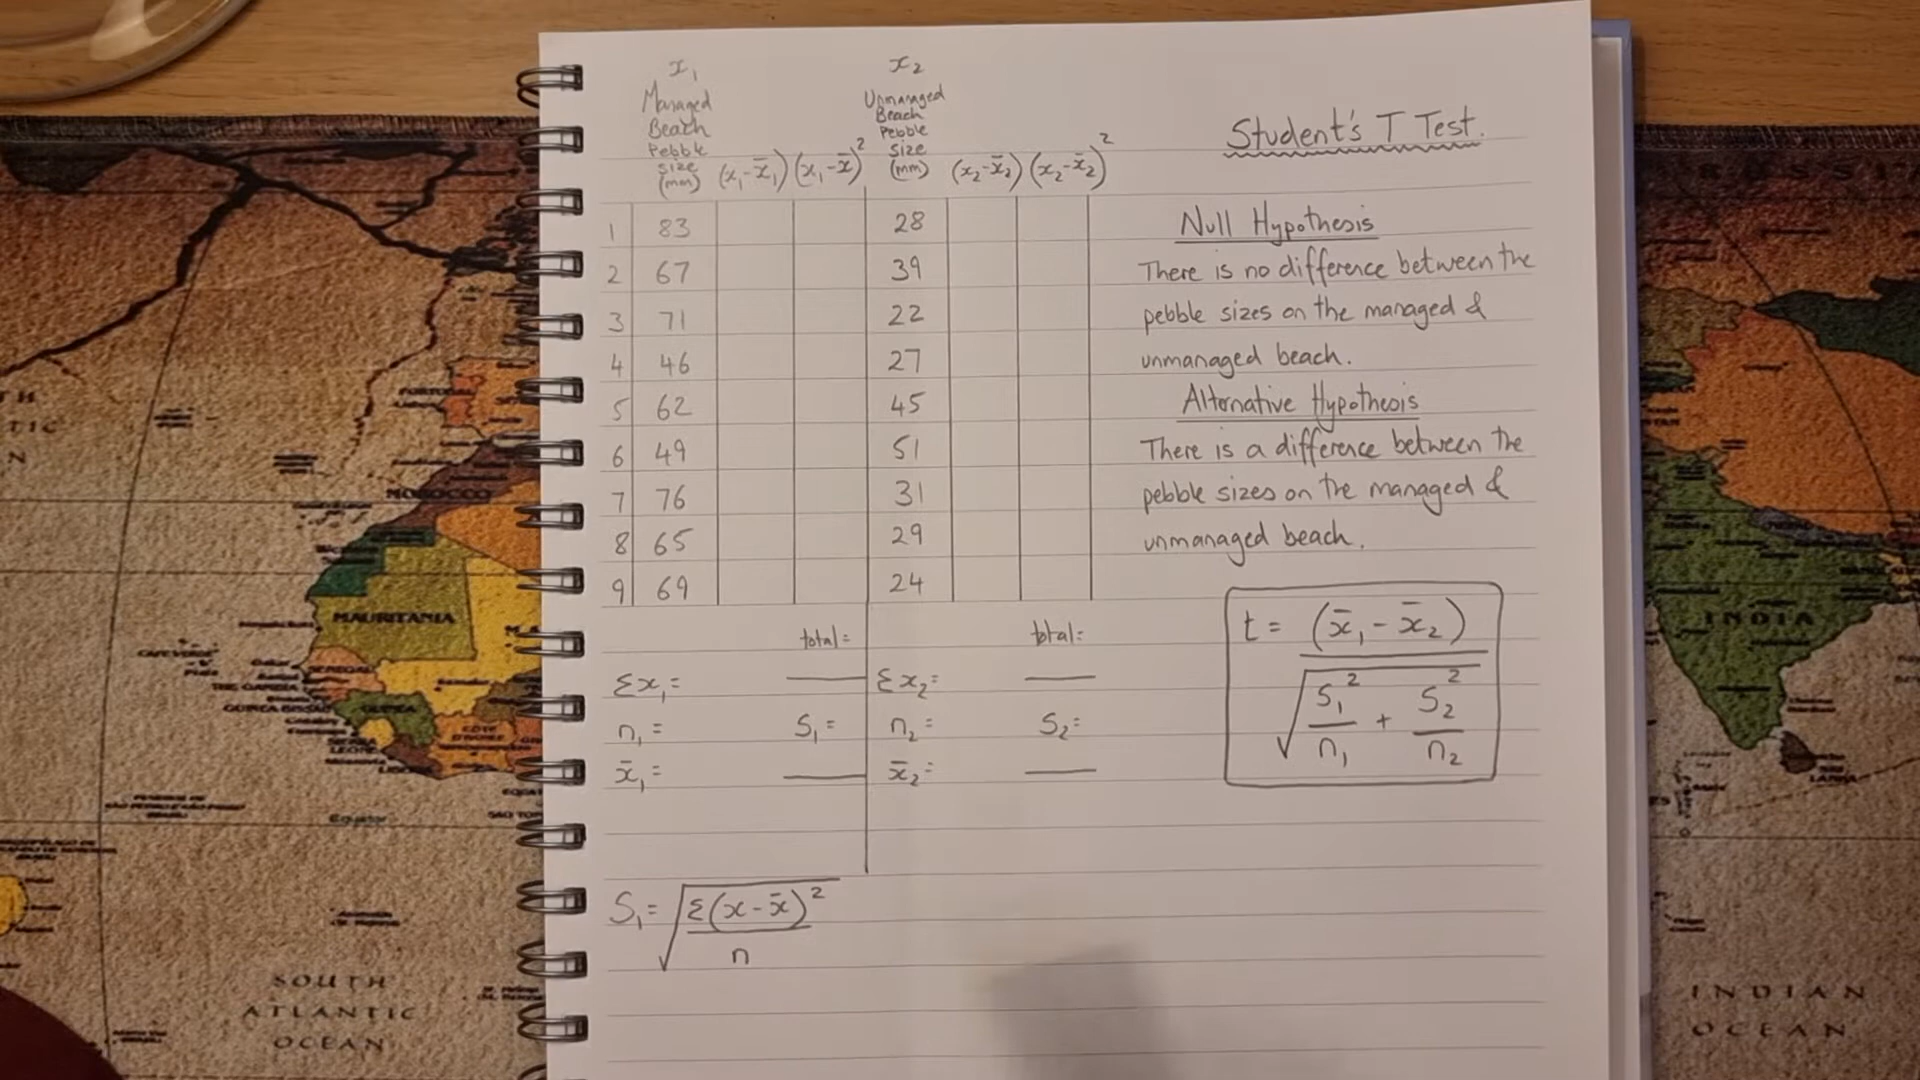 x₁
Managed
Beach
Pebble
size
(mm)
(x₁-x̄₁)
(x₁-x̄)²
x₂
Unmanaged
Beach
Pebble
size
(mm)
(x₂-x̄₂)
(x₂-x̄₂)²
Student's T Test.
1 83 28
2 67 39
3 71 22
4 46 27
5 62 45
6 49 51
7 76 31
8 65 29
9 69 24
total= total:
Σx₁= Σx₂=
n₁= S₁= n₂= S₂=
x̄₁= x̄₂=
S₁= √(Σ(x-x̄)²/n)
Null Hypothesis
There is no difference between the
pebble sizes on the managed &
unmanaged beach.
Alternative Hypothesis
There is a difference between the
pebble sizes on the managed &
unmanaged beach.
t = (x̄₁-x̄₂)/√(S₁²/n₁ + S₂²/n₂)
MOROCCO
MAURITANIA
INDIA
SOUTH
ATLANTIC
OCEAN
INDIAN
OCEAN